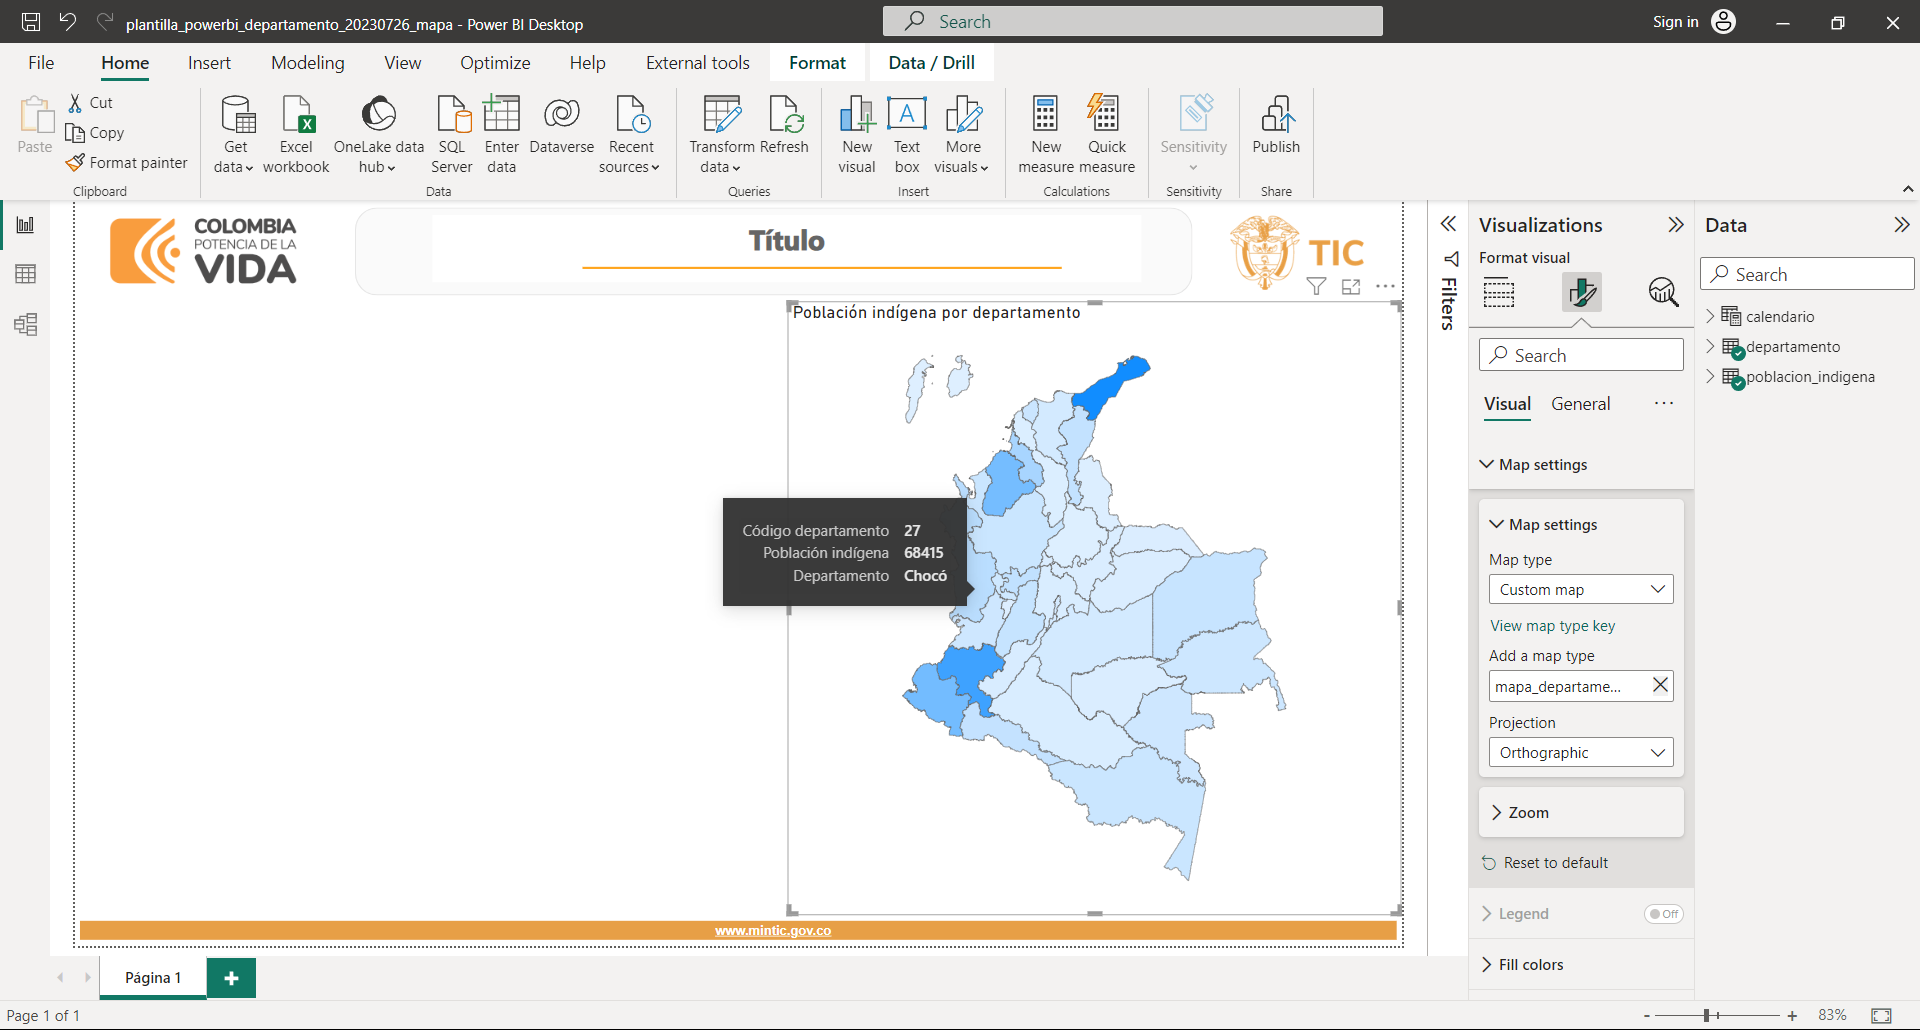 plantilla_powerbi_departamento_20230726_mapa - Power BI Desktop
Search
Sign in
File
Home
Insert
Modeling
View
Optimize
Help
External tools
Format
Data / Drill
Paste
Cut
Copy
Format painter
Clipboard
Get data
Excel workbook
OneLake data hub
SQL Server
Enter data
Dataverse
Recent sources
Data
Transform data
Refresh
Queries
New visual
Text box
More visuals
Insert
New measure
Quick measure
Calculations
Sensitivity
Sensitivity
Publish
Share
COLOMBIA
POTENCIA DE LA
VIDA
Título
TIC
Población indígena por departamento
Código departamento 27
Población indígena 68415
Departamento Chocó
www.mintic.gov.co
Filters
Visualizations
Format visual
Search
Visual
General
Map settings
Map settings
Map type
Custom map
View map type key
Add a map type
mapa_departame...
Projection
Orthographic
Zoom
Reset to default
Legend
Off
Fill colors
Data
Search
calendario
departamento
poblacion_indigena
Página 1
Page 1 of 1
83%